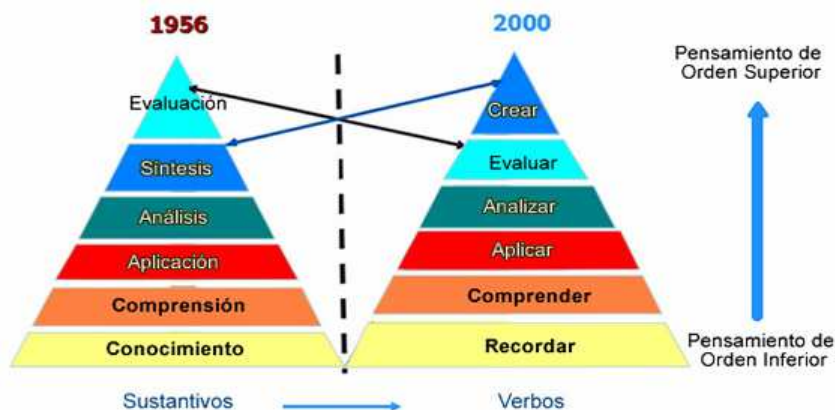 1956
Evaluación
Síntesis
Análisis
Aplicación
Comprensión
Conocimiento
Sustantivos
2000
Crear
Evaluar
Analizar
Aplicar
Comprender
Recordar
Verbos
Pensamiento de
Orden Superior
Pensamiento de
Orden Inferior